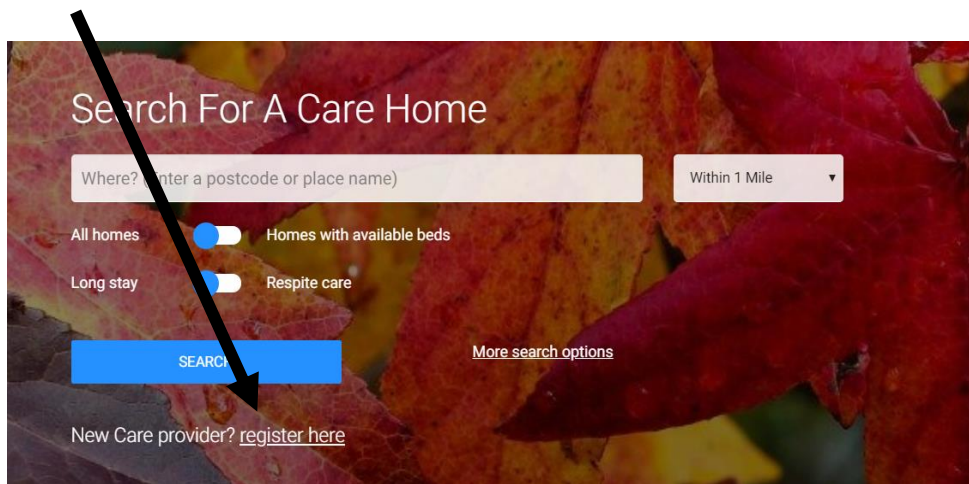 Search For A Care Home
Where? (Enter a postcode or place name)
Within 1 Mile
All homes
Homes with available beds
Long stay
Respite care
SEARCH
More search options
New Care provider? register here